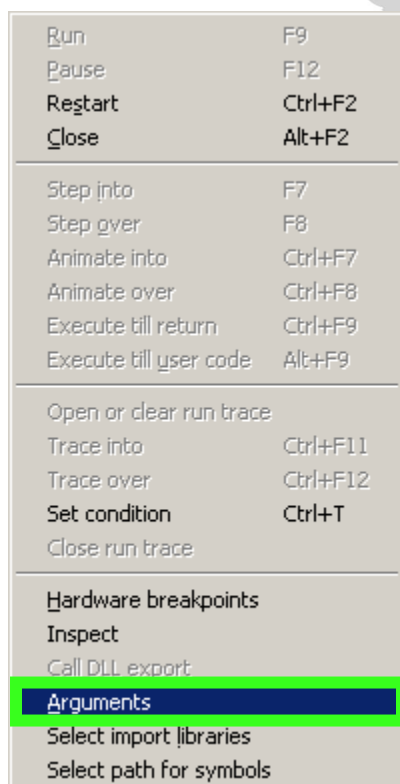 Run F9
Pause F12
Restart Ctrl+F2
Close Alt+F2
Step into F7
Step over F8
Animate into Ctrl+F7
Animate over Ctrl+F8
Execute till return Ctrl+F9
Execute till user code Alt+F9
Open or clear run trace
Trace into Ctrl+F11
Trace over Ctrl+F12
Set condition Ctrl+T
Close run trace
Hardware breakpoints
Inspect
Call DLL export
Arguments
Select import libraries
Select path for symbols